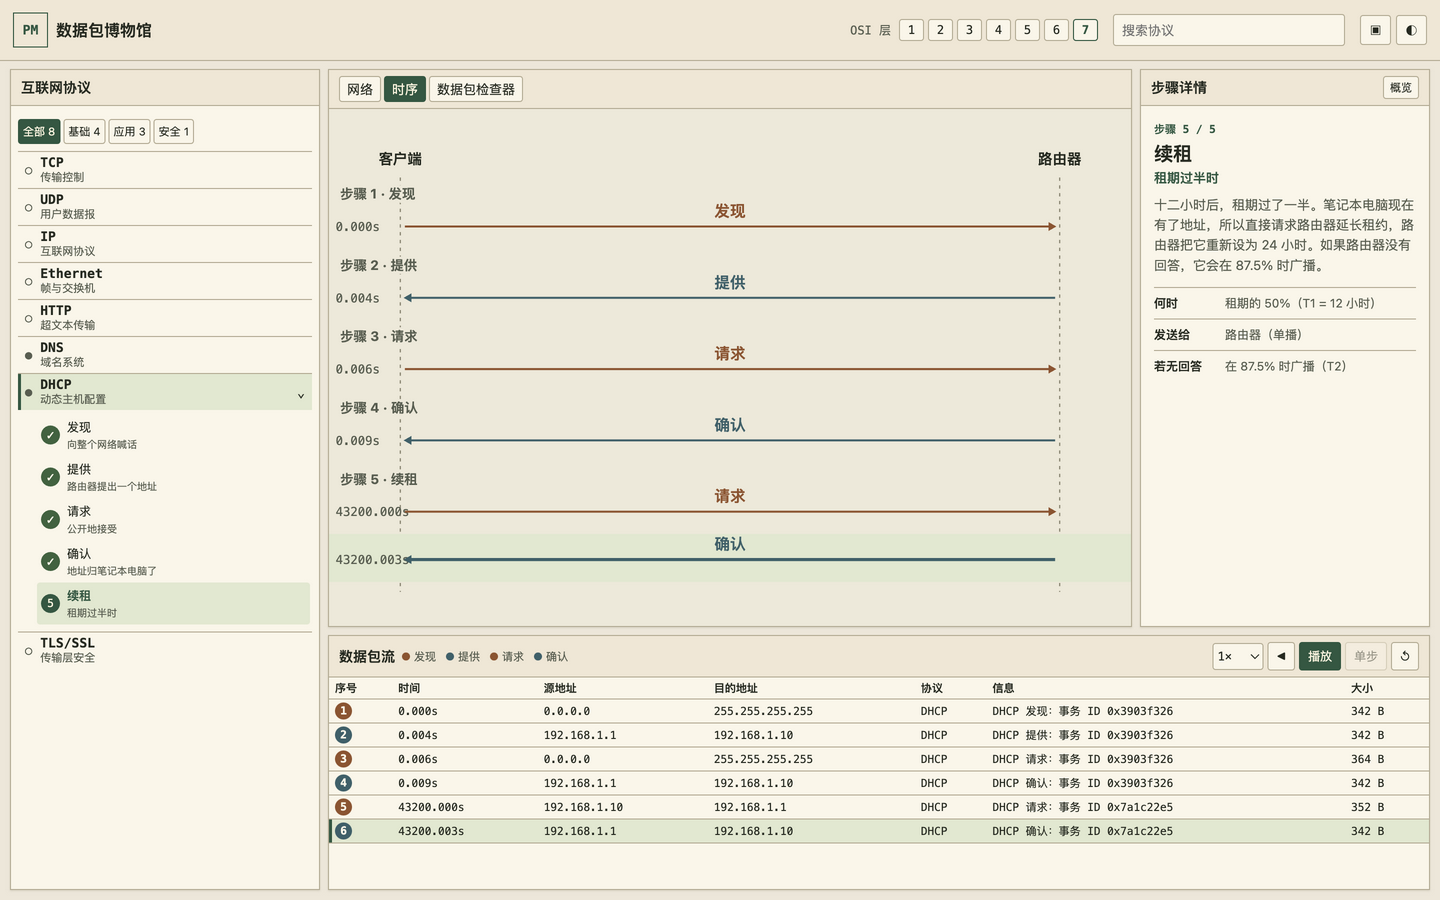 PM 数据包博物馆
OSI 层 1 2 3 4 5 6 7
搜索协议
互联网协议
全部 8 基础 4 应用 3 安全 1
TCP
传输控制
UDP
用户数据报
IP
互联网协议
Ethernet
帧与交换机
HTTP
超文本传输
DNS
域名系统
DHCP
动态主机配置
发现
向整个网络喊话
提供
路由器提出一个地址
请求
公开地接受
确认
地址归笔记本电脑了
5 续租
租期过半时
TLS/SSL
传输层安全
网络 时序 数据包检查器
客户端 路由器
步骤 1 · 发现
发现
0.000s
步骤 2 · 提供
提供
0.004s
步骤 3 · 请求
请求
0.006s
步骤 4 · 确认
确认
0.009s
步骤 5 · 续租
请求
43200.000s
确认
43200.003s
步骤详情 概览
步骤 5 / 5
续租
租期过半时
十二小时后，租期过了一半。笔记本电脑现在
有了地址，所以直接请求路由器延长租约，路
由器把它重新设为 24 小时。如果路由器没有
回答，它会在 87.5% 时广播。
何时 租期的 50%（T1 = 12 小时）
发送给 路由器（单播）
若无回答 在 87.5% 时广播（T2）
数据包流 发现 提供 请求 确认
1× 播放 单步
序号 时间 源地址 目的地址 协议 信息 大小
1 0.000s 0.0.0.0 255.255.255.255 DHCP DHCP 发现：事务 ID 0x3903f326 342 B
2 0.004s 192.168.1.1 192.168.1.10 DHCP DHCP 提供：事务 ID 0x3903f326 342 B
3 0.006s 0.0.0.0 255.255.255.255 DHCP DHCP 请求：事务 ID 0x3903f326 364 B
4 0.009s 192.168.1.1 192.168.1.10 DHCP DHCP 确认：事务 ID 0x3903f326 342 B
5 43200.000s 192.168.1.10 192.168.1.1 DHCP DHCP 请求：事务 ID 0x7a1c22e5 352 B
6 43200.003s 192.168.1.1 192.168.1.10 DHCP DHCP 确认：事务 ID 0x7a1c22e5 342 B